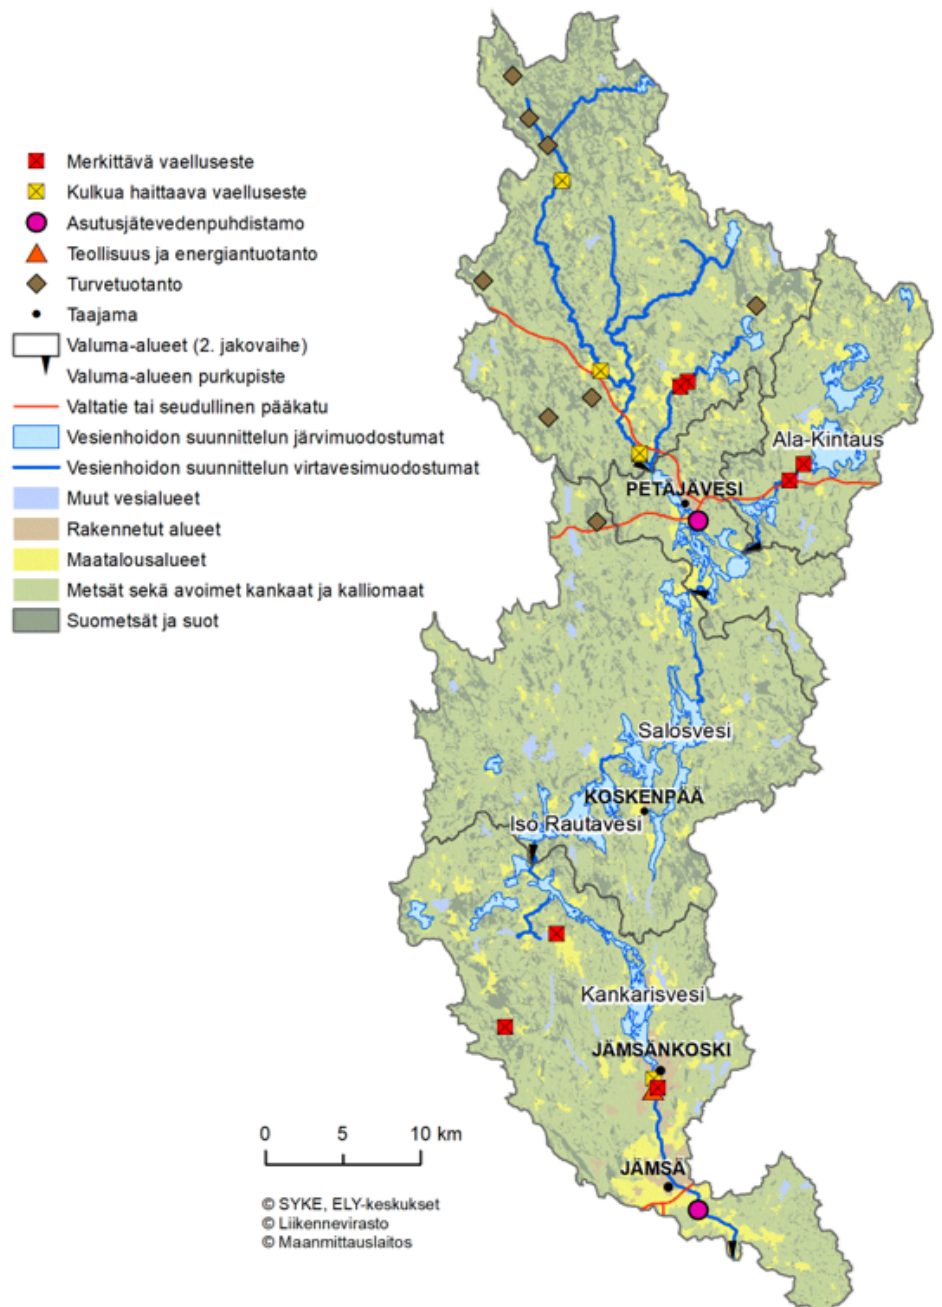 Merkittävä vaelluseste
Kulkua haittaava vaelluseste
Asutusjätevedenpuhdistamo
Teollisuus ja energiantuotanto
Turvetuotanto
Taajama
Valuma-alueet (2. jakovaihe)
Valuma-alueen purkupiste
Valtatie tai seudullinen pääkatu
Vesienhoidon suunnittelun järvimuodostumat
Vesienhoidon suunnittelun virtavesimuodostumat
Muut vesialueet
Rakennetut alueet
Maatalousalueet
Metsät sekä avoimet kankaat ja kalliomaat
Suometsät ja suot
Ala-Kintaus
PETÄJÄVESI
Salosvesi
KOSKENPÄÄ
Iso Rautavesi
Kankarisvesi
JÄMSÄNKOSKI
JÄMSÄ
0 5 10 km
© SYKE, ELY-keskukset
© Liikennevirasto
© Maanmittauslaitos